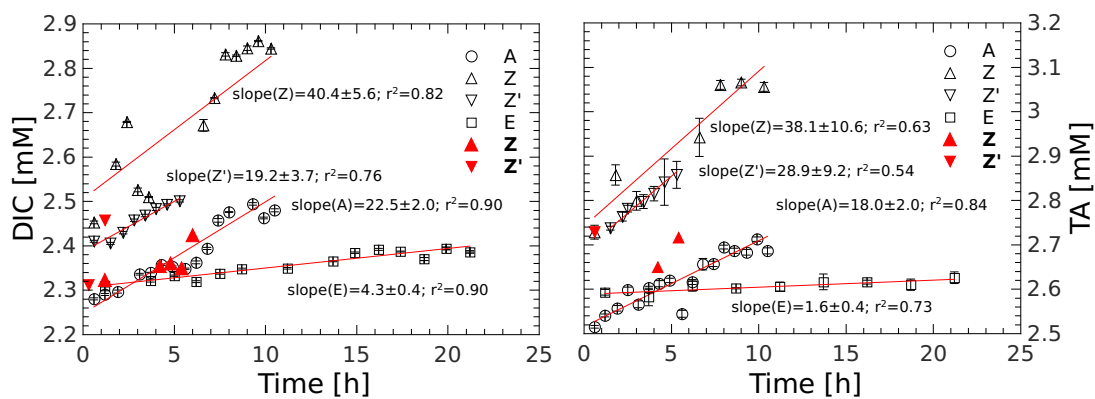 2.9
2.8
2.7
2.6
2.5
2.4
2.3
2.2
DIC [mM]
0 5 10 15 20 25
Time [h]
A
Z
Z'
E
Z
Z'
slope(Z)=40.4±5.6; r²=0.82
slope(Z')=19.2±3.7; r²=0.76
slope(A)=22.5±2.0; r²=0.90
slope(E)=4.3±0.4; r²=0.90
3.2
3.1
3
2.9
2.8
2.7
2.6
2.5
TA [mM]
0 5 10 15 20 25
Time [h]
A
Z
Z'
E
Z
Z'
slope(Z)=38.1±10.6; r²=0.63
slope(Z')=28.9±9.2; r²=0.54
slope(A)=18.0±2.0; r²=0.84
slope(E)=1.6±0.4; r²=0.73